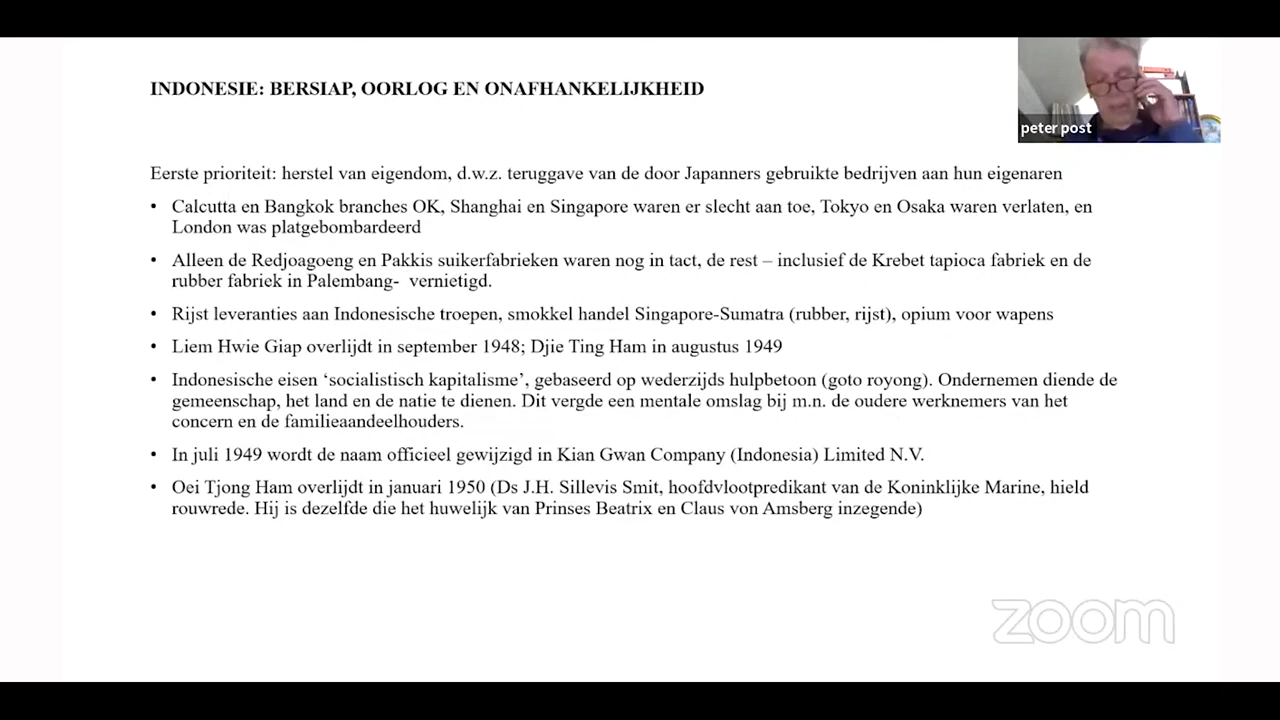 INDONESIE: BERSIAP, OORLOG EN ONAFHANKELIJKHEID
peter post
Eerste prioriteit: herstel van eigendom, d.w.z. teruggave van de door Japanners gebruikte bedrijven aan hun eigenaren
• Calcutta en Bangkok branches OK, Shanghai en Singapore waren er slecht aan toe, Tokyo en Osaka waren verlaten, en
London was platgebombardeerd
• Alleen de Redjoagoeng en Pakkis suikerfabrieken waren nog in tact, de rest – inclusief de Krebet tapioca fabriek en de
rubber fabriek in Palembang- vernietigd.
• Rijst leveranties aan Indonesische troepen, smokkel handel Singapore-Sumatra (rubber, rijst), opium voor wapens
• Liem Hwie Giap overlijdt in september 1948; Djie Ting Ham in augustus 1949
• Indonesische eisen ‘socialistisch kapitalisme’, gebaseerd op wederzijds hulpbetoon (goto royong). Ondernemen diende de
gemeenschap, het land en de natie te dienen. Dit vergde een mentale omslag bij m.n. de oudere werknemers van het
concern en de familieaandeelhouders.
• In juli 1949 wordt de naam officieel gewijzigd in Kian Gwan Company (Indonesia) Limited N.V.
• Oei Tjong Ham overlijdt in januari 1950 (Ds J.H. Sillevis Smit, hoofdvlootpredikant van de Koninklijke Marine, hield
rouwrede. Hij is dezelfde die het huwelijk van Prinses Beatrix en Claus von Amsberg inzegende)
zoom